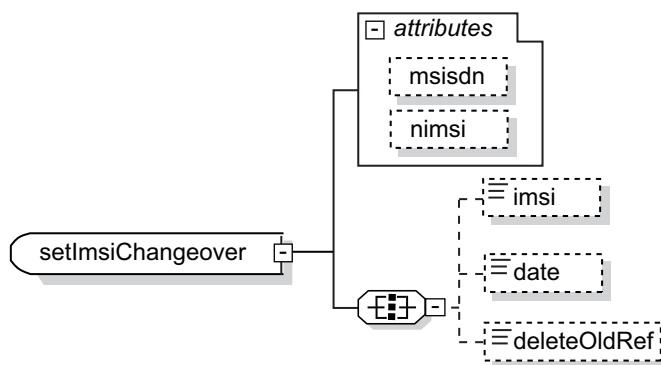 attributes
msisdn
nimsi
setImsiChangeover
imsi
date
deleteOldRef